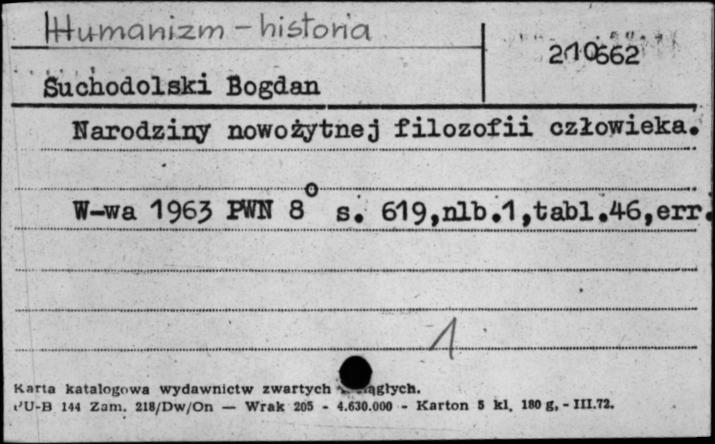 Humanizm - historia
210662
Suchodolski Bogdan
Narodziny nowożytnej filozofii człowieka.
W-wa 1963 PWN 8° s. 619,nlb.1,tabl.46,err.
1
Karta katalogowa wydawnictw zwartych
PU-B 144 Zam. 218/Dw/On — Wrak 205 - 4.630.000 - Karton 5 kl. 180 g. - III.72.